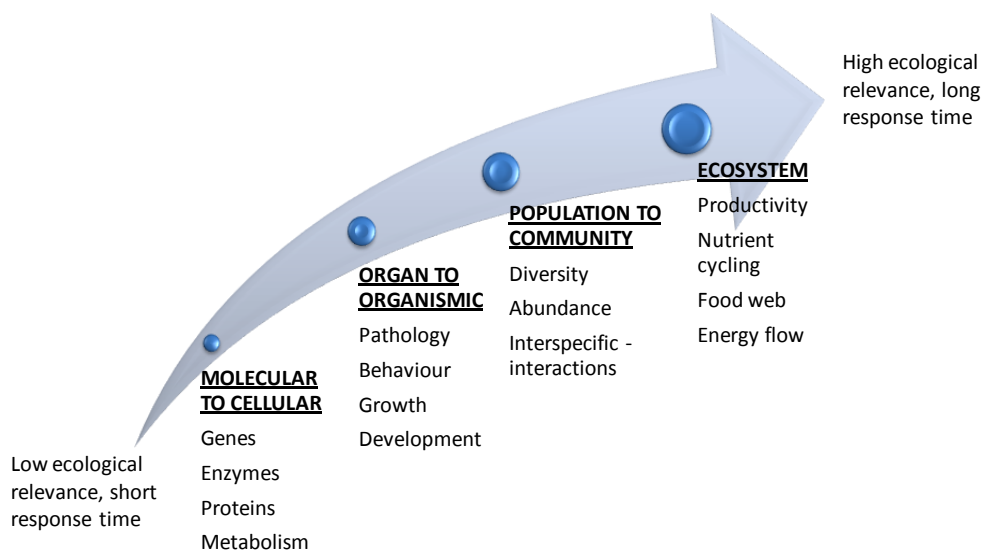 High ecological
relevance, long
response time
ECOSYSTEM
Productivity
Nutrient
cycling
Food web
Energy flow
POPULATION TO
COMMUNITY
Diversity
Abundance
Interspecific -
interactions
ORGAN TO
ORGANISMIC
Pathology
Behaviour
Growth
Development
MOLECULAR
TO CELLULAR
Genes
Enzymes
Proteins
Metabolism
Low ecological
relevance, short
response time